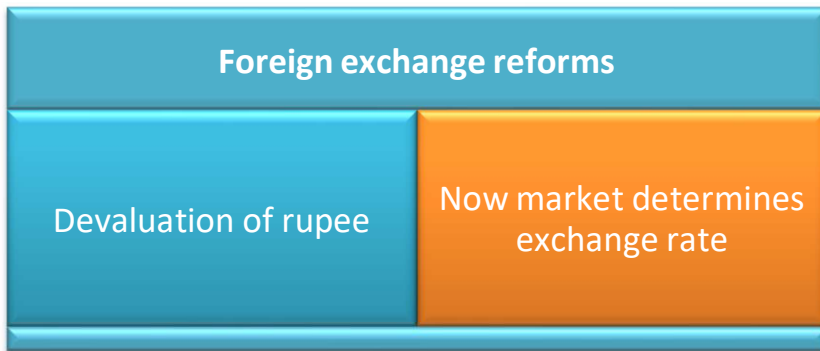 Foreign exchange reforms
Devaluation of rupee
Now market determines
exchange rate